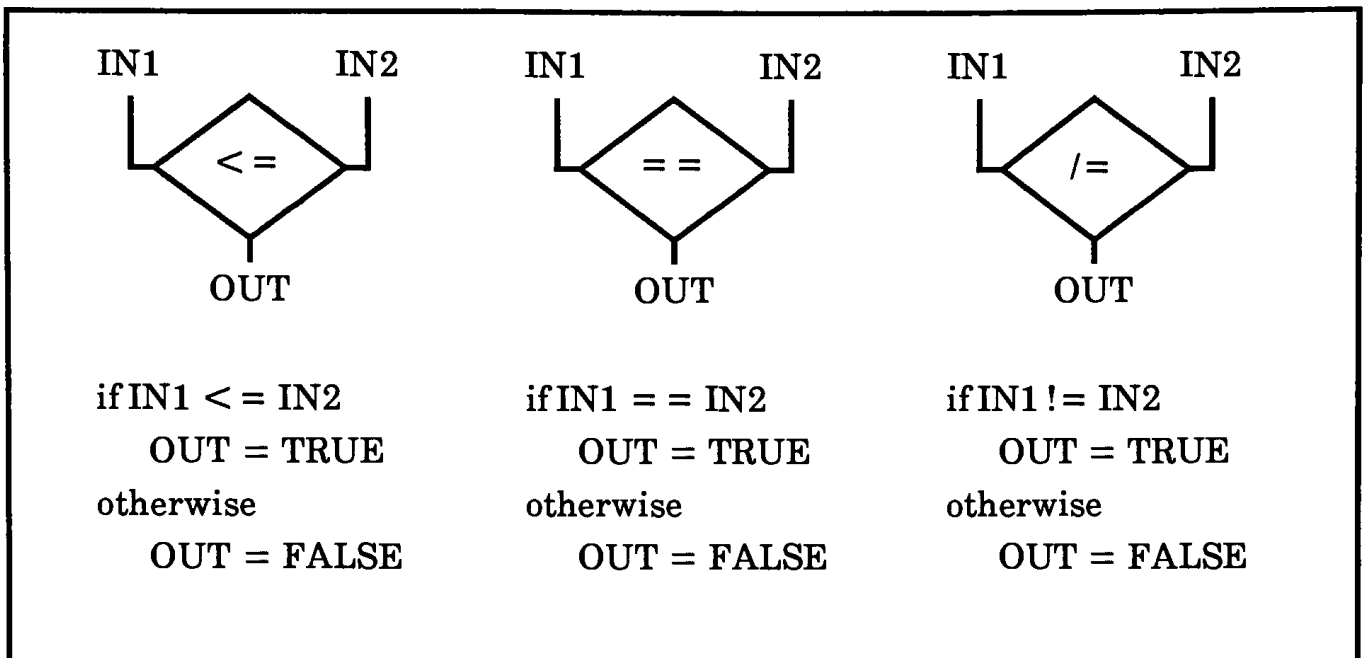 IN1 IN2 IN1 IN2 IN1 IN2
<= == /=
OUT OUT OUT
if IN1 <= IN2 if IN1 == IN2 if IN1 != IN2
OUT = TRUE OUT = TRUE OUT = TRUE
otherwise otherwise otherwise
OUT = FALSE OUT = FALSE OUT = FALSE